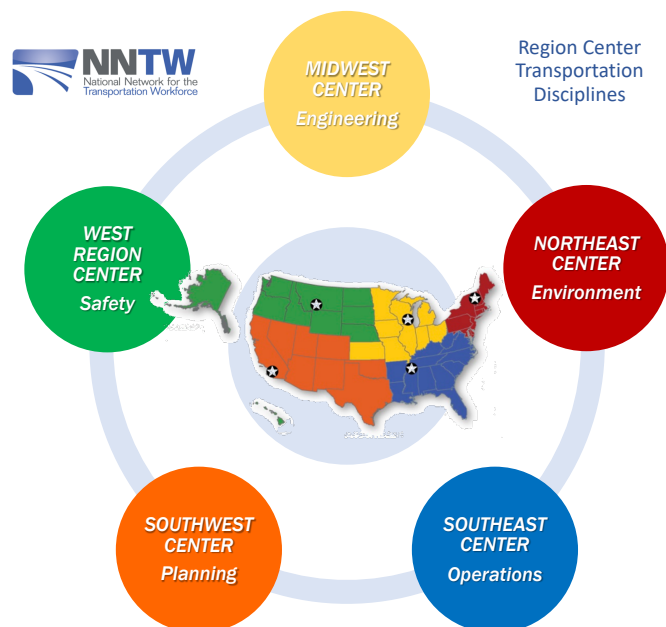 NNTW
National Network for the
Transportation Workforce
MIDWEST
CENTER
Engineering
Region Center
Transportation
Disciplines
WEST
REGION
CENTER
Safety
NORTHEAST
CENTER
Environment
SOUTHWEST
CENTER
Planning
SOUTHEAST
CENTER
Operations